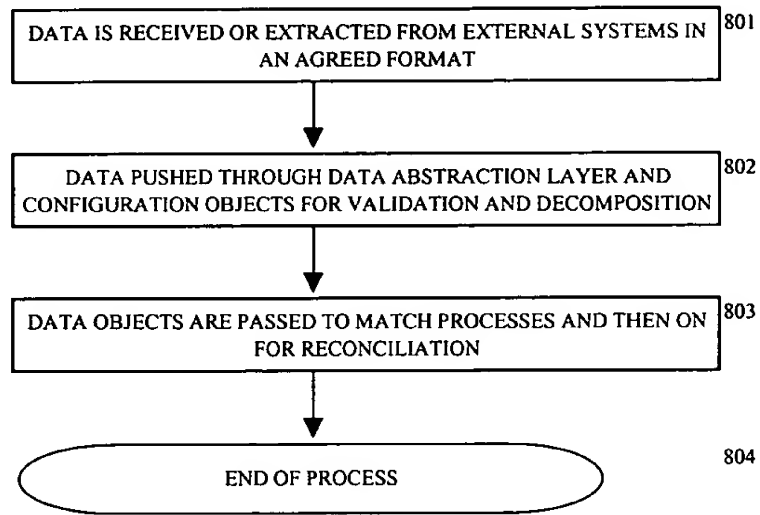 DATA IS RECEIVED OR EXTRACTED FROM EXTERNAL SYSTEMS IN
AN AGREED FORMAT
801
DATA PUSHED THROUGH DATA ABSTRACTION LAYER AND
CONFIGURATION OBJECTS FOR VALIDATION AND DECOMPOSITION
802
DATA OBJECTS ARE PASSED TO MATCH PROCESSES AND THEN ON
FOR RECONCILIATION
803
END OF PROCESS
804